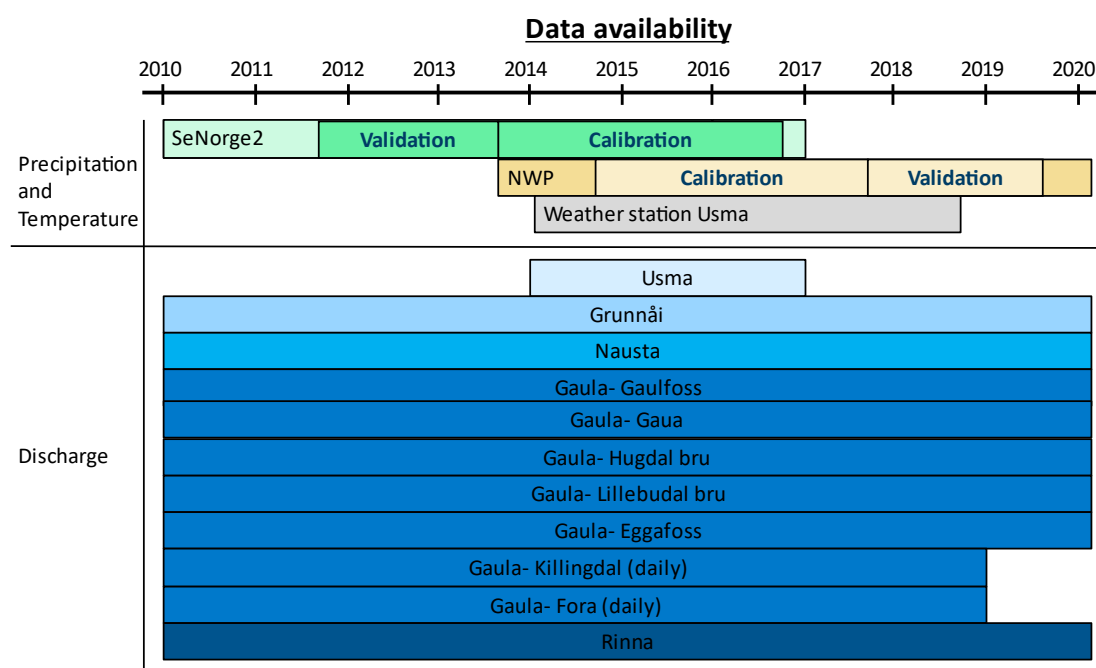 Data availability
2010 2011 2012 2013 2014 2015 2016 2017 2018 2019 2020
SeNorge2 Validation Calibration
Precipitation
and
Temperature
NWP Calibration Validation
Weather station Usma
Usma
Grunnåi
Nausta
Gaula- Gaulfoss
Gaula- Gaua
Discharge
Gaula- Hugdal bru
Gaula- Lillebudal bru
Gaula- Eggafoss
Gaula- Killingdal (daily)
Gaula- Fora (daily)
Rinna